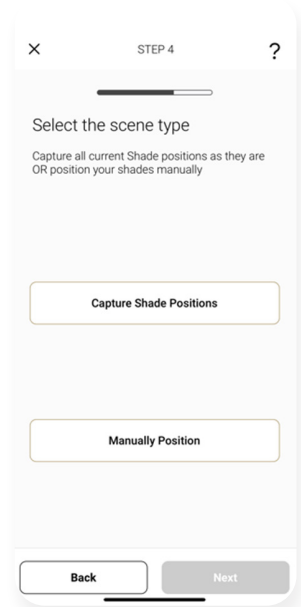 STEP 4
?
Select the scene type
Capture all current Shade positions as they are
OR position your shades manually
Capture Shade Positions
Manually Position
Back
Next